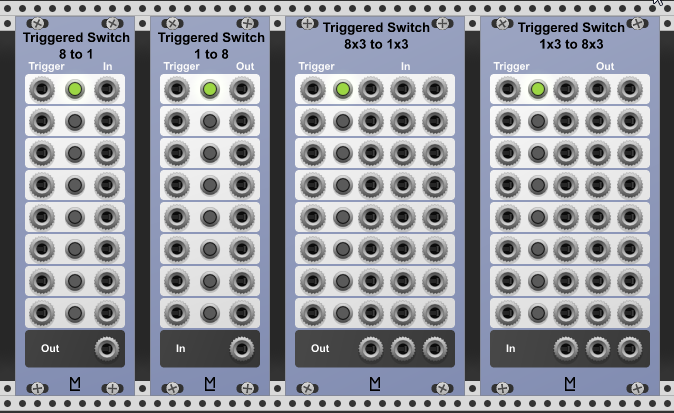 Triggered Switch
8 to 1
Trigger In
Out
Triggered Switch
1 to 8
Trigger Out
In
Triggered Switch
8x3 to 1x3
Trigger In
Out
Triggered Switch
1x3 to 8x3
Trigger Out
In